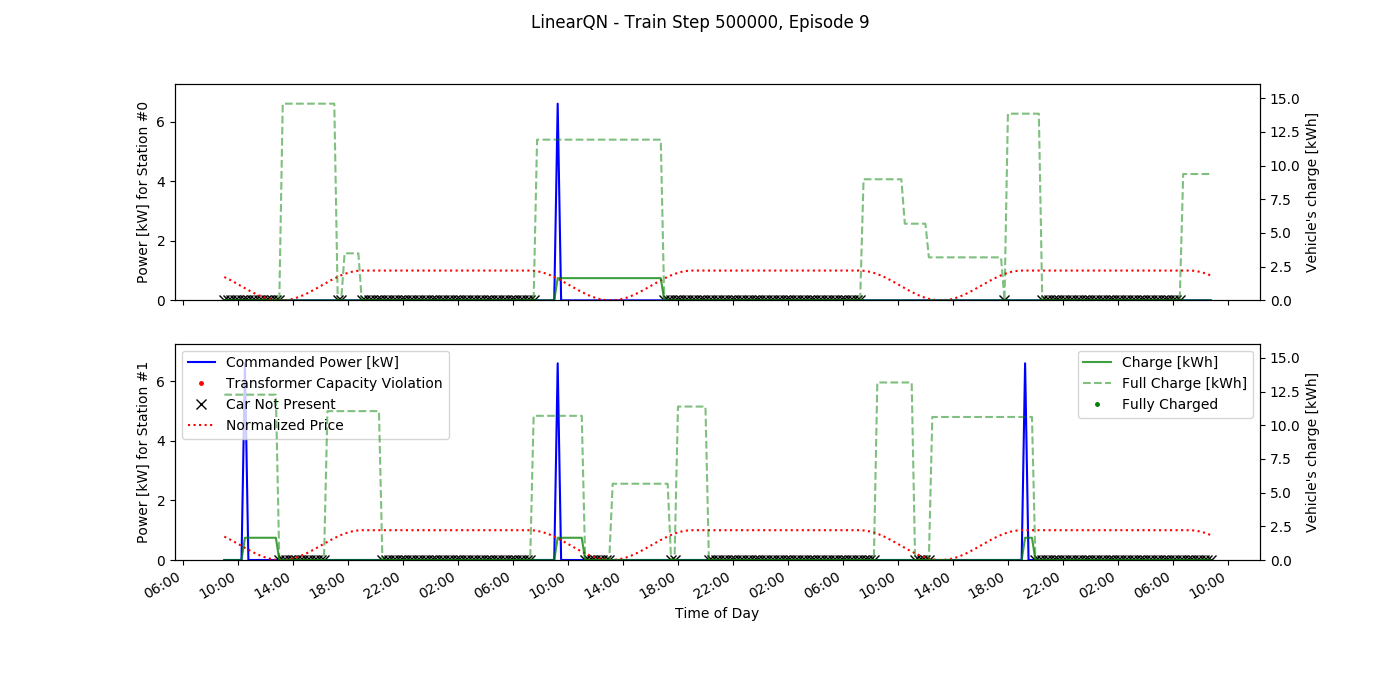 LinearQN - Train Step 500000, Episode 9
Power [kW] for Station #0
6
4
2
0
15.0
12.5
10.0
7.5
5.0
2.5
0.0
Vehicle's charge [kWh]
Power [kW] for Station #1
6
4
2
0
Commanded Power [kW]
Transformer Capacity Violation
Car Not Present
Normalized Price
Charge [kWh]
Full Charge [kWh]
Fully Charged
15.0
12.5
10.0
7.5
5.0
2.5
0.0
Vehicle's charge [kWh]
06:00 10:00 14:00 18:00 22:00 02:00 06:00 10:00 14:00 18:00 22:00 02:00 06:00 10:00 14:00 18:00 22:00 02:00 06:00 10:00
Time of Day